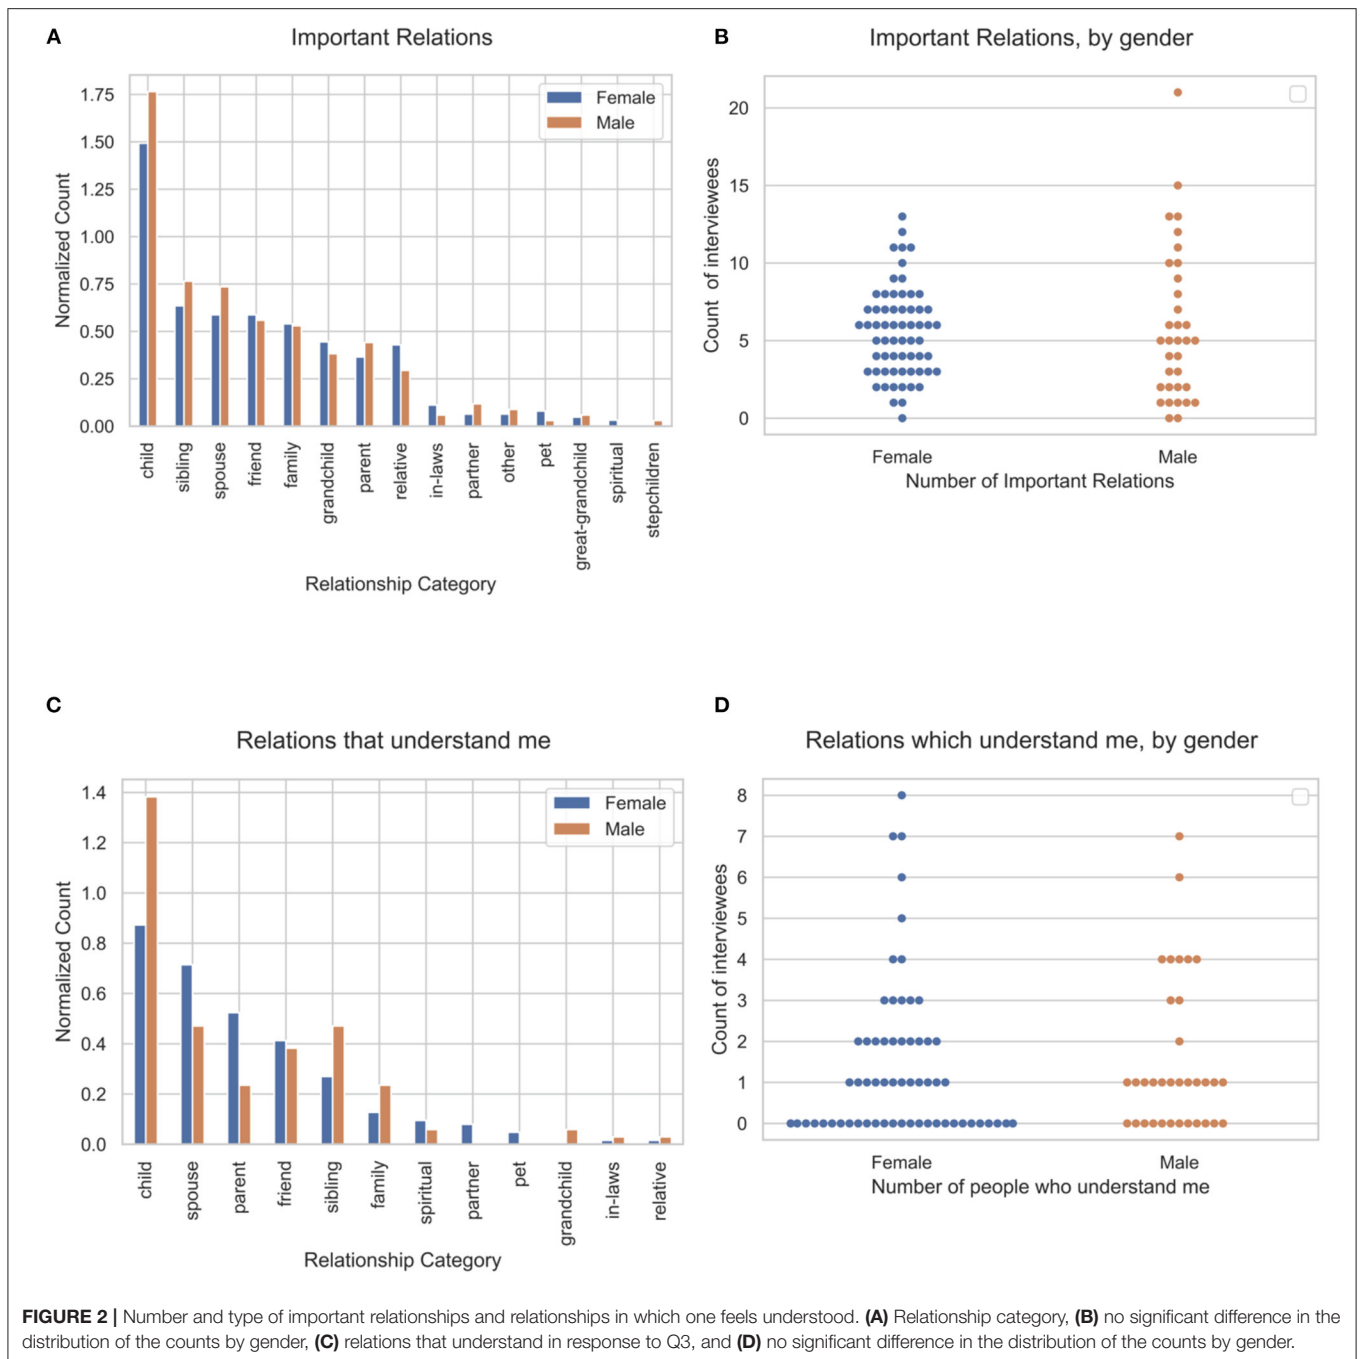 A
Important Relations
Normalized Count
1.75
1.50
1.25
1.00
0.75
0.50
0.25
0.00
Female
Male
child
sibling
spouse
friend
family
grandchild
parent
relative
in-laws
partner
other
pet
great-grandchild
spiritual
stepchildren
Relationship Category
B
Important Relations, by gender
Count of interviewees
20
15
10
5
0
Female
Male
Number of Important Relations
C
Relations that understand me
Normalized Count
1.4
1.2
1.0
0.8
0.6
0.4
0.2
0.0
Female
Male
child
spouse
parent
friend
sibling
family
spiritual
partner
pet
grandchild
in-laws
relative
Relationship Category
D
Relations which understand me, by gender
Count of interviewees
8
7
6
5
4
3
2
1
0
Female
Male
Number of people who understand me
FIGURE 2 | Number and type of important relationships and relationships in which one feels understood. (A) Relationship category, (B) no significant difference in the
distribution of the counts by gender, (C) relations that understand in response to Q3, and (D) no significant difference in the distribution of the counts by gender.